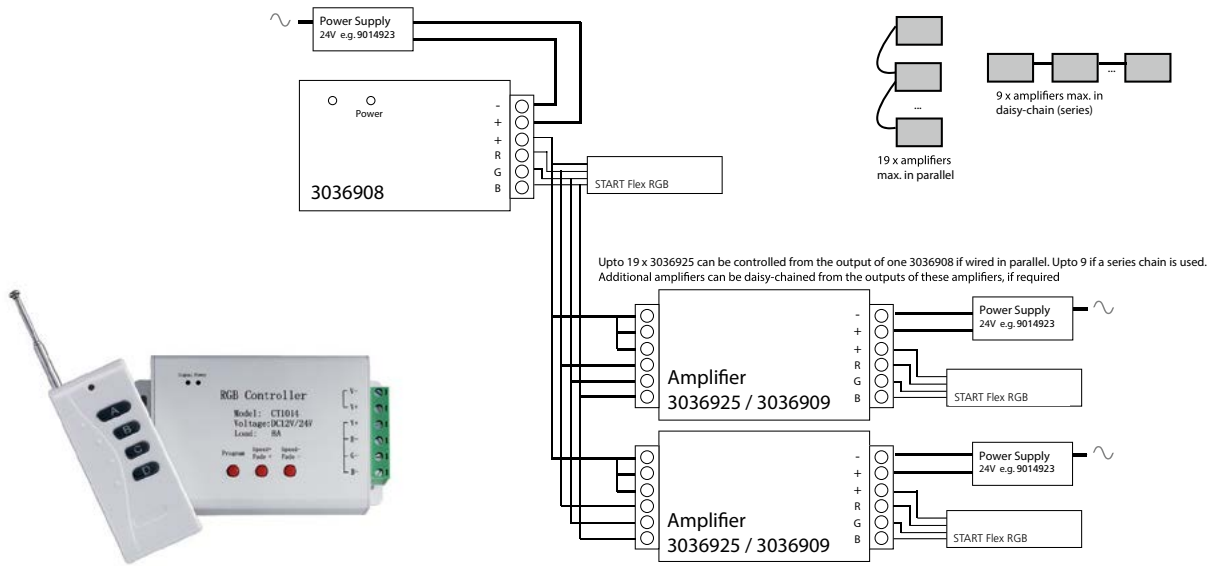 Power Supply
24V e.g. 9014923
Power
-
+
+
R
G
B
3036908
START Flex RGB
...
19 x amplifiers
max. in parallel
...
9 x amplifiers max. in
daisy-chain (series)
Upto 19 x 3036925 can be controlled from the output of one 3036908 if wired in parallel. Upto 9 if a series chain is used.
Additional amplifiers can be daisy-chained from the outputs of these amplifiers, if required
Amplifier
3036925 / 3036909
-
+
+
R
G
B
Power Supply
24V e.g. 9014923
START Flex RGB
Amplifier
3036925 / 3036909
-
+
+
R
G
B
Power Supply
24V e.g. 9014923
START Flex RGB
A
B
C
D
RGB Controller
Model: CT1014
Voltage:DC12V/24V
Load: 8A
Program
Speed+
Fade +
Speed-
Fade -
V-
V+
V+
R-
G-
B-